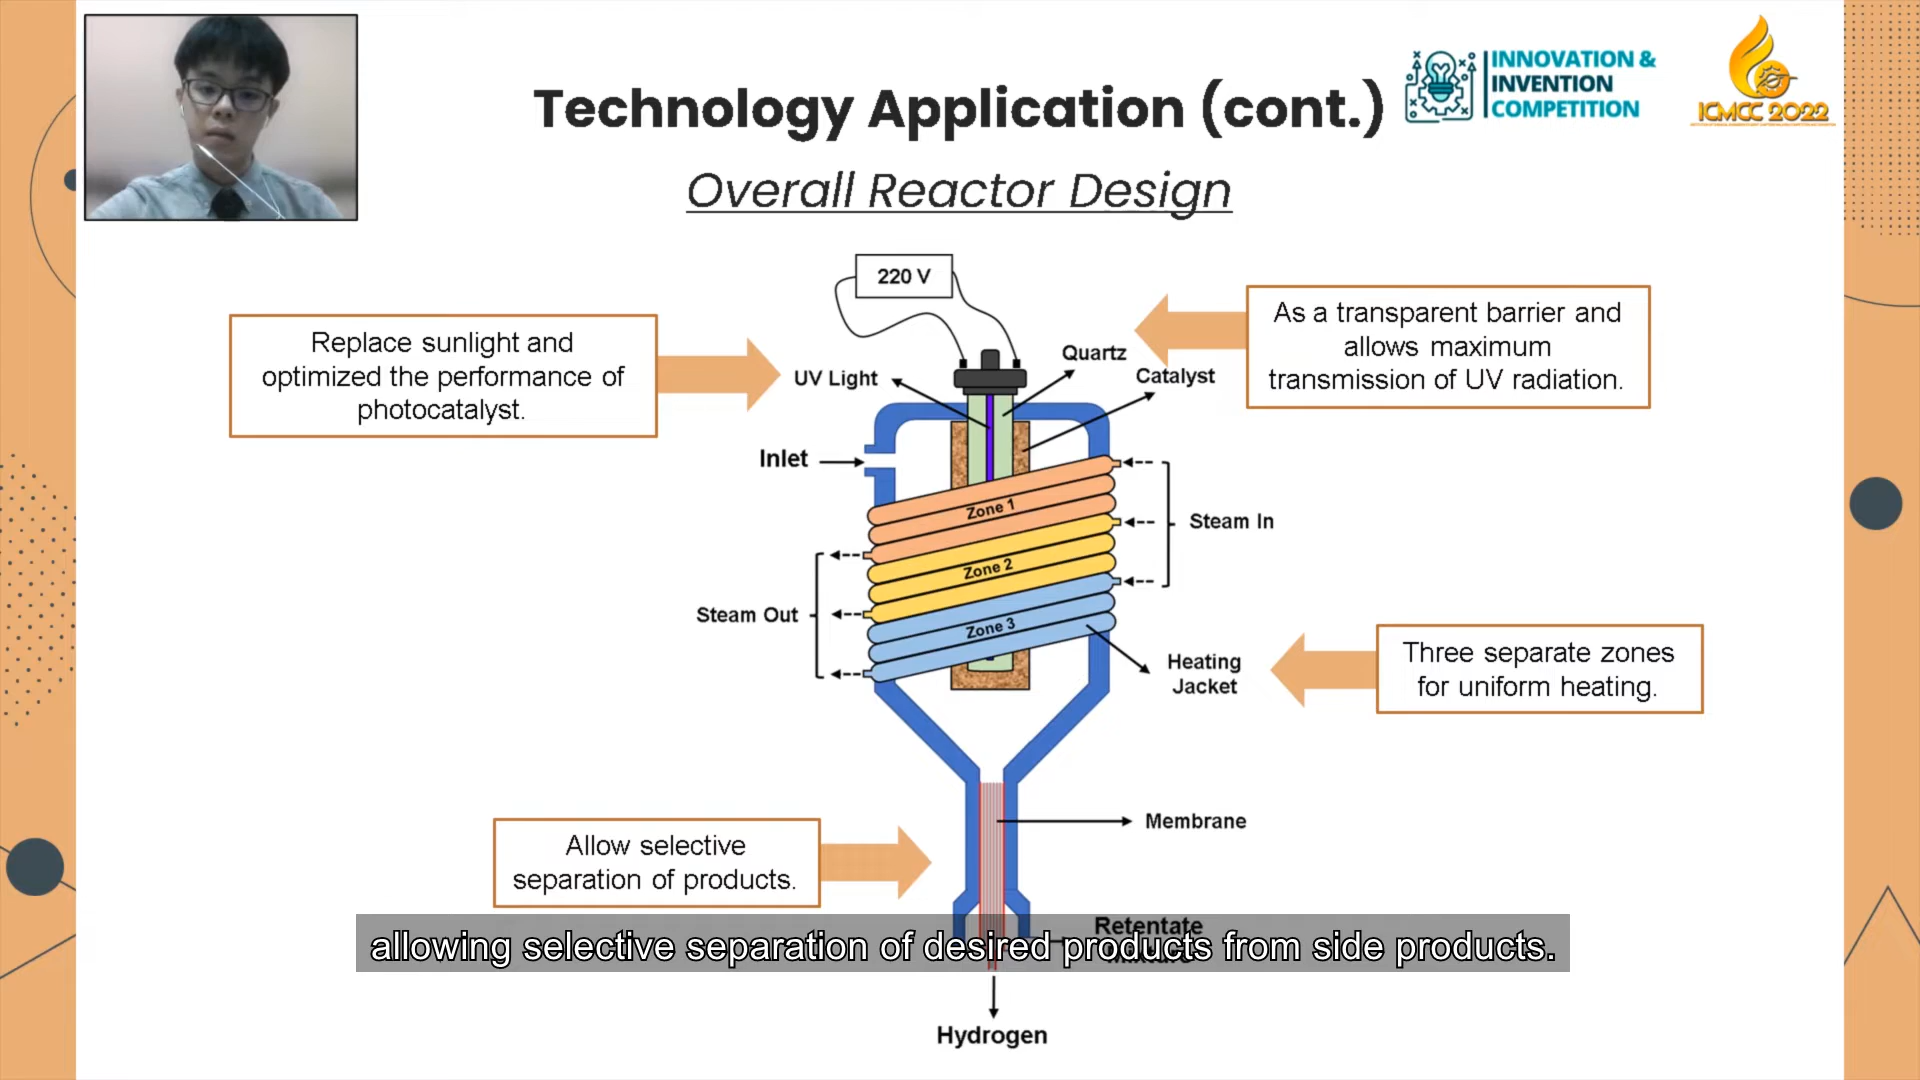 INNOVATION &
INVENTION
COMPETITION
ICMCC 2022
Technology Application (cont.)
Overall Reactor Design
220 V
Replace sunlight and
optimized the performance of
photocatalyst.
As a transparent barrier and
allows maximum
transmission of UV radiation.
UV Light
Quartz
Catalyst
Inlet
Zone 1
Zone 2
Zone 3
Steam In
Steam Out
Heating
Jacket
Three separate zones
for uniform heating.
Membrane
Allow selective
separation of products.
Retentate
Mixture
allowing selective separation of desired products from side products.
Hydrogen